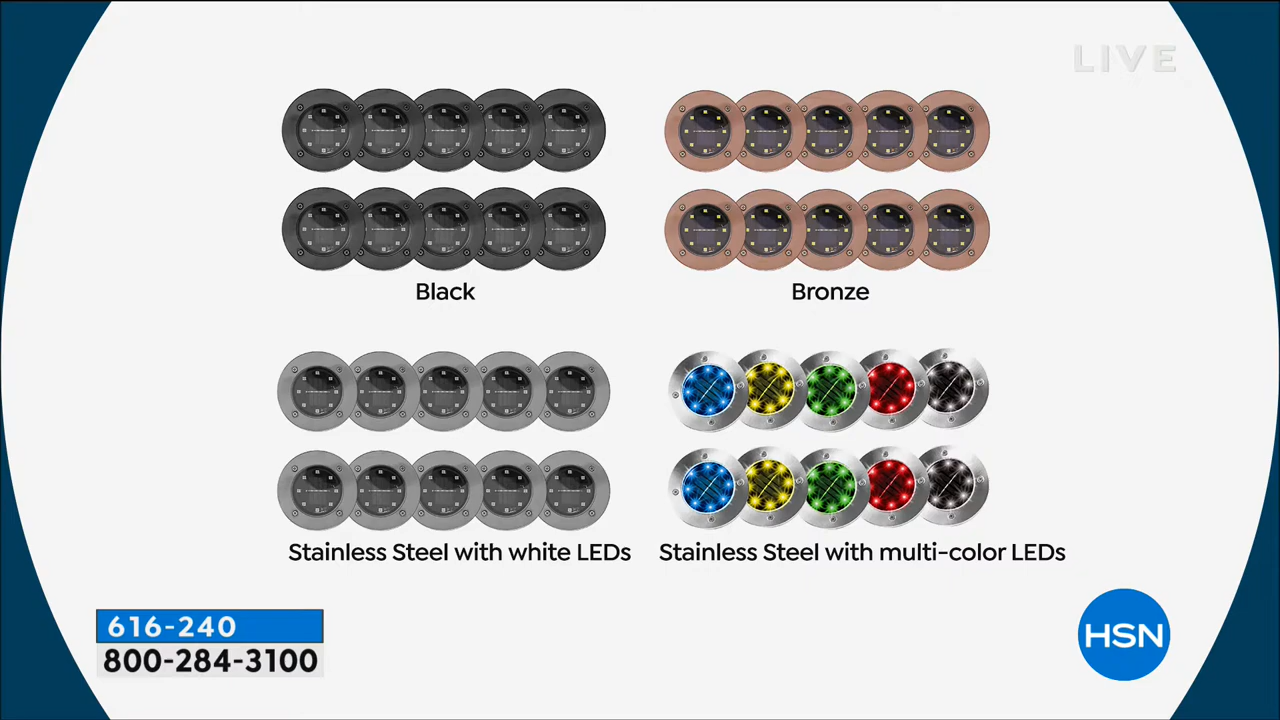 LIVE
Black
Bronze
Stainless Steel with white LEDs
Stainless Steel with multi-color LEDs
616-240
800-284-3100
HSN